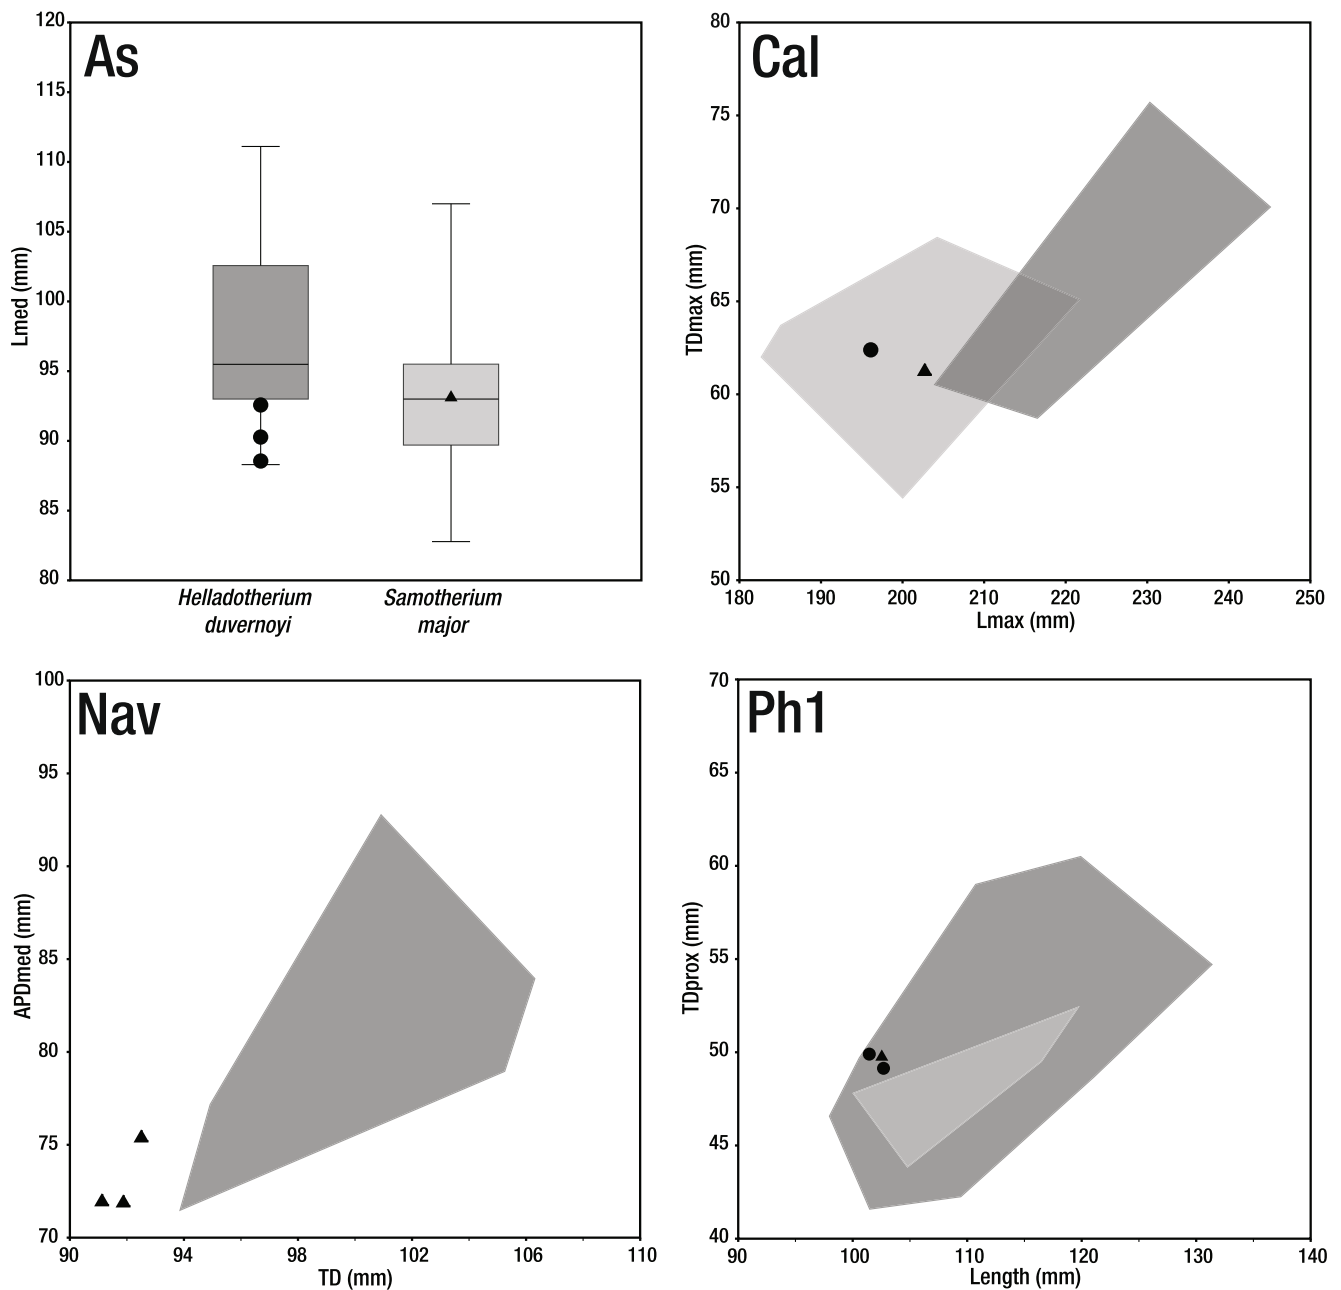 As
120
115
110
105
100
95
90
85
80
Lmed (mm)
Helladotherium
duvernoyi
Samotherium
major
Cal
80
75
70
65
60
55
50
TDmax (mm)
180 190 200 210 220 230 240 250
Lmax (mm)
Nav
100
95
90
85
80
75
70
APDmed (mm)
90 94 98 102 106 110
TD (mm)
Ph1
70
65
60
55
50
45
40
TDprox (mm)
90 100 110 120 130 140
Length (mm)